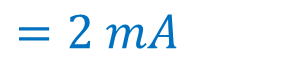 = 2 mA